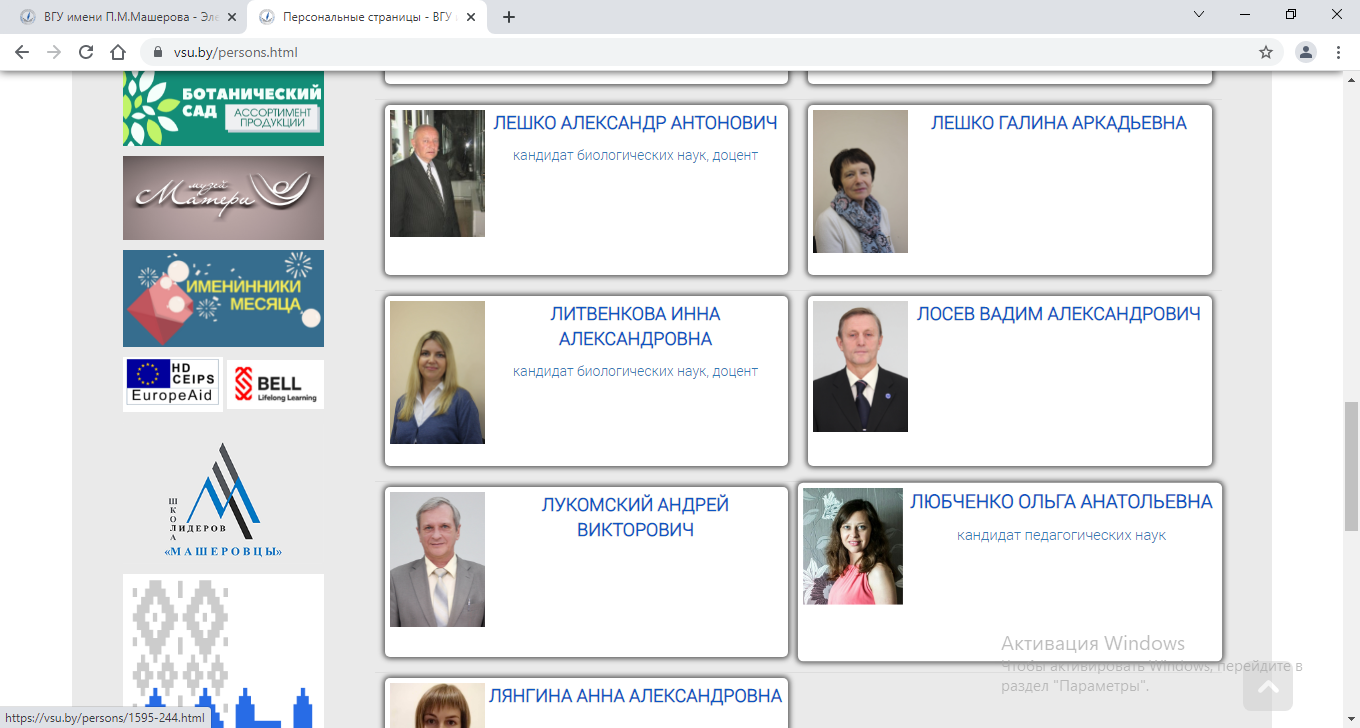 ВГУ имени П.М.Машерова - Эле
Персональные страницы - ВГУ
vsu.by/persons.html
БОТАНИЧЕСКИЙ
САД
АССОРТИМЕНТ
ПРОДУКЦИИ
музей
Матери
ИМЕНИННИКИ
МЕСЯЦА
HD
CEIPS
EuropeAid
BELL
Lifelong Learning
ШКОЛА
ЛИДЕРОВ
«МАШЕРОВЦЫ»
ЛЕШКО АЛЕКСАНДР АНТОНОВИЧ
кандидат биологических наук, доцент
ЛЕШКО ГАЛИНА АРКАДЬЕВНА
ЛИТВЕНКОВА ИННА
АЛЕКСАНДРОВНА
кандидат биологических наук, доцент
ЛОСЕВ ВАДИМ АЛЕКСАНДРОВИЧ
ЛУКОМСКИЙ АНДРЕЙ
ВИКТОРОВИЧ
ЛЮБЧЕНКО ОЛЬГА АНАТОЛЬЕВНА
кандидат педагогических наук
ЛЯНГИНА АННА АЛЕКСАНДРОВНА
Активация Windows
Чтобы активировать Windows, перейдите в
раздел "Параметры".
https://vsu.by/persons/1595-244.html